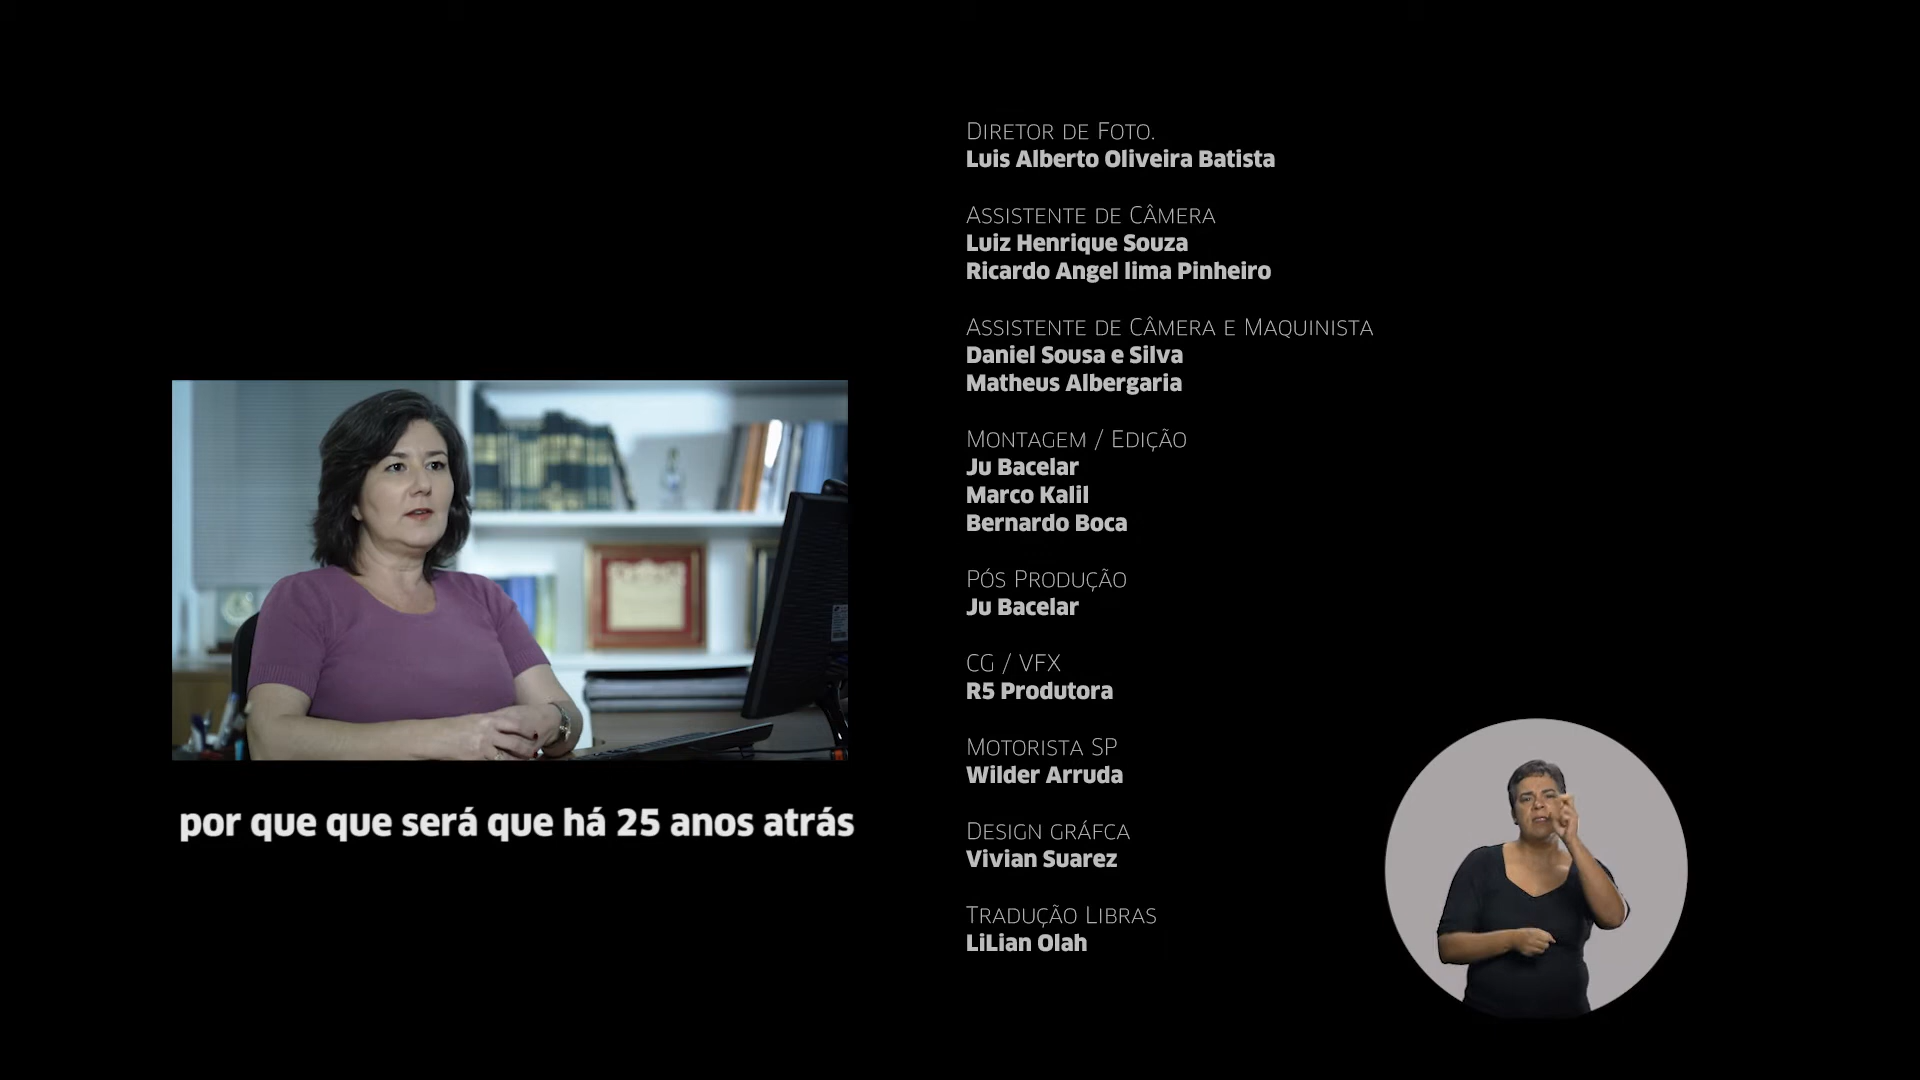 DIRETOR DE FOTO.
Luis Alberto Oliveira Batista
ASSISTENTE DE CÂMERA
Luiz Henrique Souza
Ricardo Angel lima Pinheiro
ASSISTENTE DE CÂMERA E MAQUINISTA
Daniel Sousa e Silva
Matheus Albergaria
MONTAGEM / EDIÇÃO
Ju Bacelar
Marco Kalil
Bernardo Boca
PÓS PRODUÇÃO
Ju Bacelar
CG / VFX
R5 Produtora
MOTORISTA SP
Wilder Arruda
DESIGN GRÁFCA
Vivian Suarez
TRADUÇÃO LIBRAS
LiLian Olah
por que que será que há 25 anos atrás